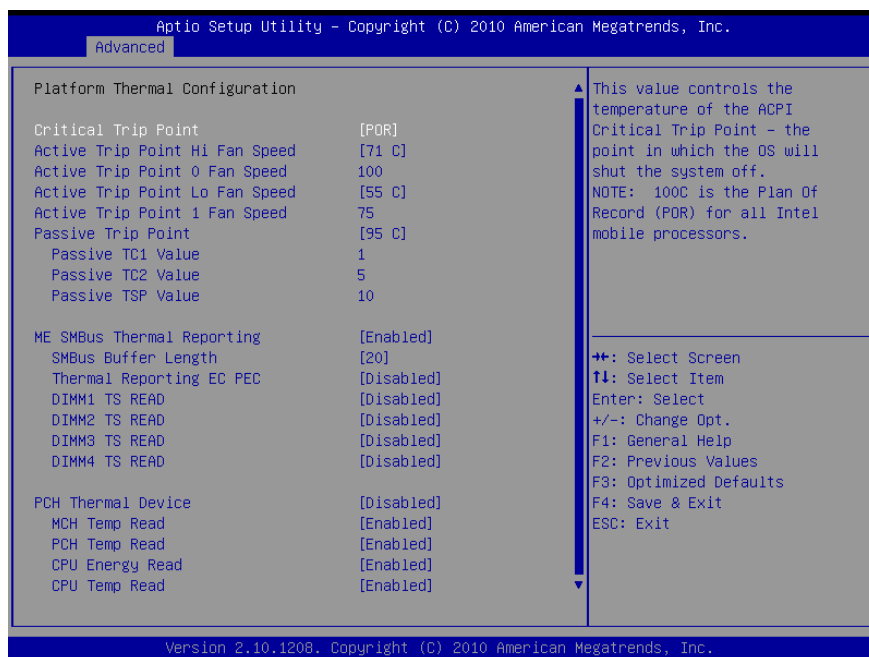 Aptio Setup Utility – Copyright (C) 2010 American Megatrends, Inc.
Advanced
Platform Thermal Configuration
Critical Trip Point [POR]
Active Trip Point Hi Fan Speed [71 C]
Active Trip Point 0 Fan Speed 100
Active Trip Point Lo Fan Speed [55 C]
Active Trip Point 1 Fan Speed 75
Passive Trip Point [95 C]
Passive TC1 Value 1
Passive TC2 Value 5
Passive TSP Value 10
ME SMBus Thermal Reporting [Enabled]
SMBus Buffer Length [20]
Thermal Reporting EC PEC [Disabled]
DIMM1 TS READ [Disabled]
DIMM2 TS READ [Disabled]
DIMM3 TS READ [Disabled]
DIMM4 TS READ [Disabled]
PCH Thermal Device [Disabled]
MCH Temp Read [Enabled]
PCH Temp Read [Enabled]
CPU Energy Read [Enabled]
CPU Temp Read [Enabled]
This value controls the
temperature of the ACPI
Critical Trip Point – the
point in which the OS will
shut the system off.
NOTE: 100C is the Plan Of
Record (POR) for all Intel
mobile processors.
→←: Select Screen
↑↓: Select Item
Enter: Select
+/-: Change Opt.
F1: General Help
F2: Previous Values
F3: Optimized Defaults
F4: Save & Exit
ESC: Exit
Version 2.10.1208. Copyright (C) 2010 American Megatrends, Inc.